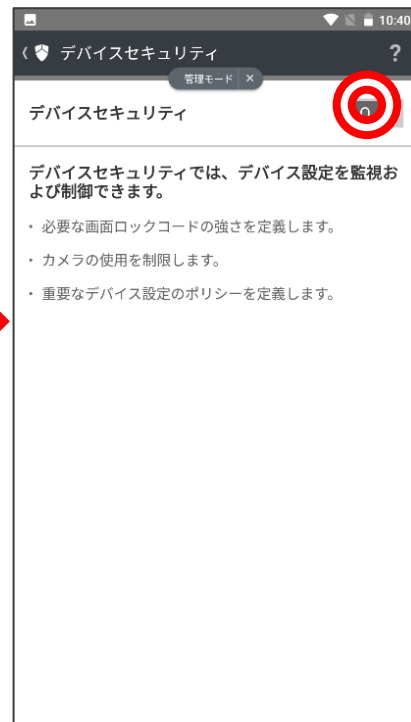 10:40
デバイスセキュリティ ?
管理モード ×
デバイスセキュリティ
デバイスセキュリティでは、デバイス設定を監視お
よび制御できます。
・ 必要な画面ロックコードの強さを定義します。
・ カメラの使用を制限します。
・ 重要なデバイス設定のポリシーを定義します。